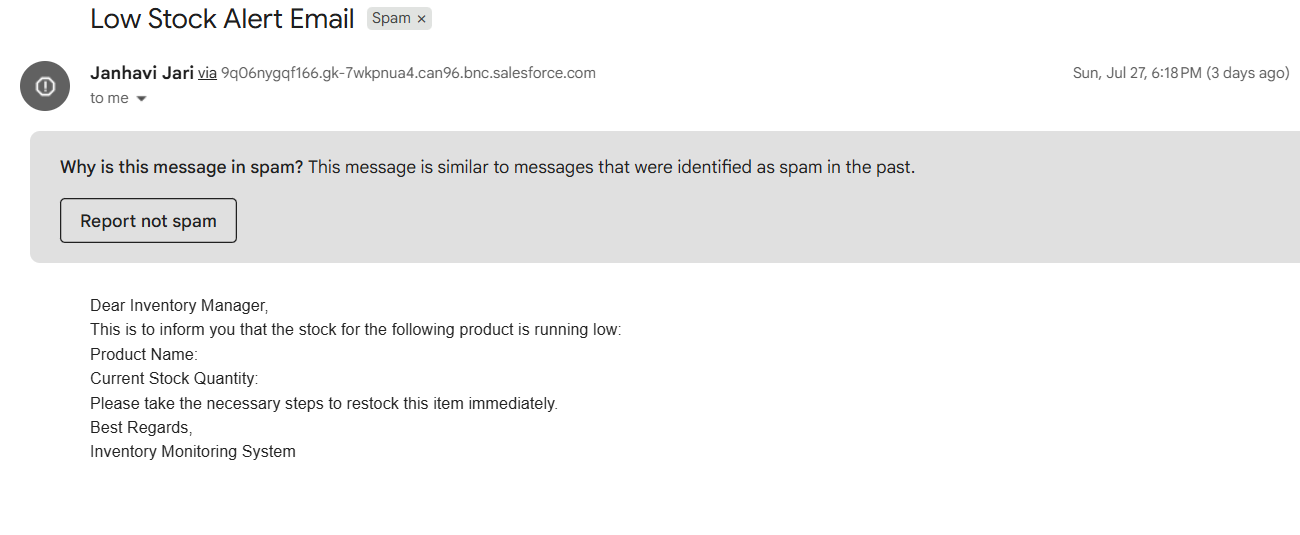 Low Stock Alert Email Spam ×
Janhavi Jari via 9q06nygqf166.gk-7wkpnua4.can96.bnc.salesforce.com Sun, Jul 27, 6:18 PM (3 days ago)
to me
Why is this message in spam? This message is similar to messages that were identified as spam in the past.
Report not spam
Dear Inventory Manager,
This is to inform you that the stock for the following product is running low:
Product Name:
Current Stock Quantity:
Please take the necessary steps to restock this item immediately.
Best Regards,
Inventory Monitoring System